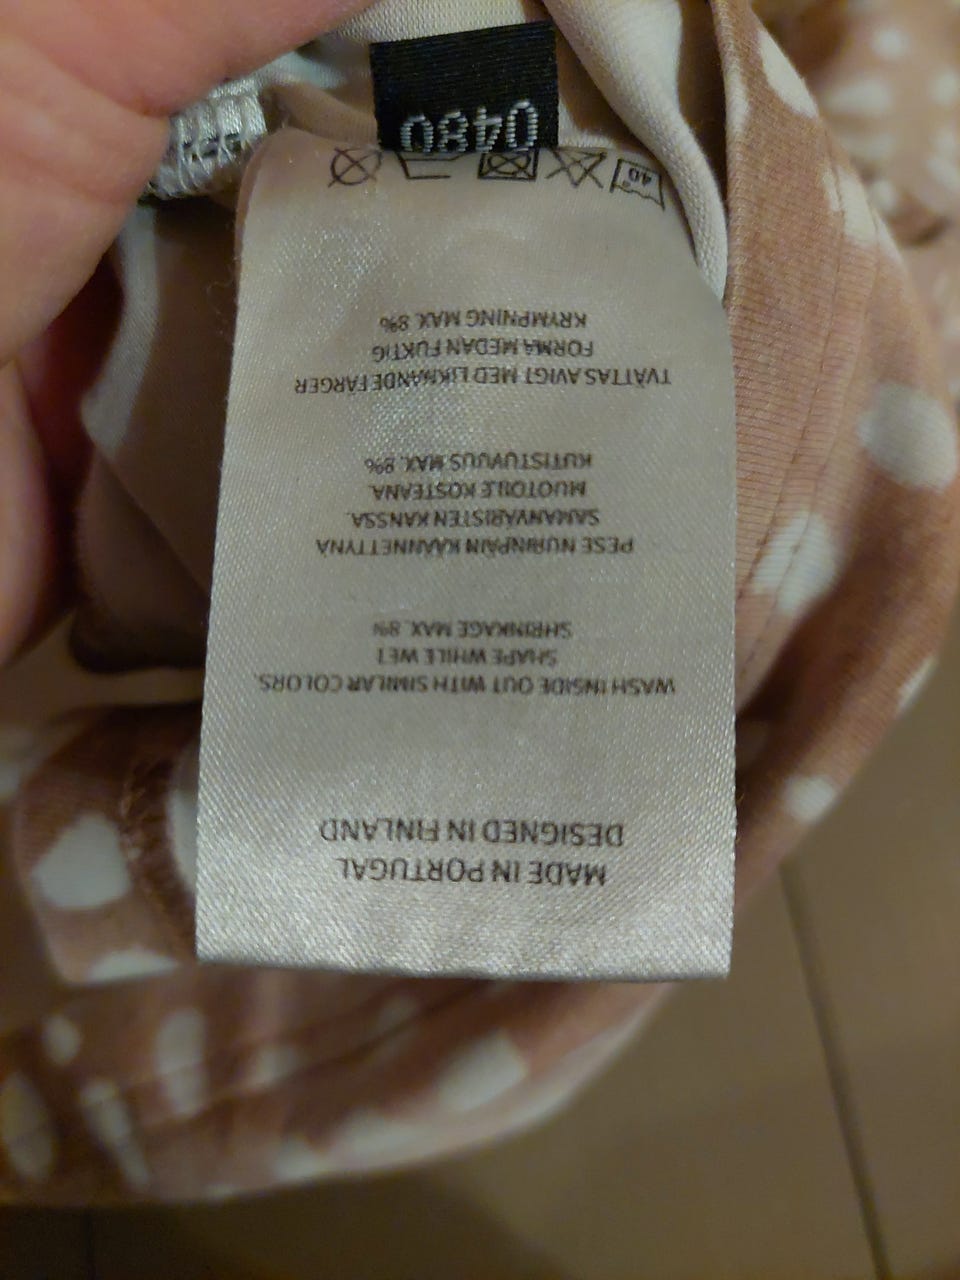 MADE IN PORTUGAL
DESIGNED IN FINLAND
WASH INSIDE OUT WITH SIMILAR COLORS.
SHAPE WHILE WET
SHRINKAGE MAX. 8%
PESE NURINPÄIN KÄÄNNETTYNÄ
SAMANVÄRISTEN KANSSA.
MUOTOILE KOSTEANA.
KUTISTUVUUS MAX. 8%
TVÄTTAS AVIGT MED LIKNANDE FÄRGER
FORMA MEDAN FUKTIG
KRYMPNING MAX. 8%
40
0480